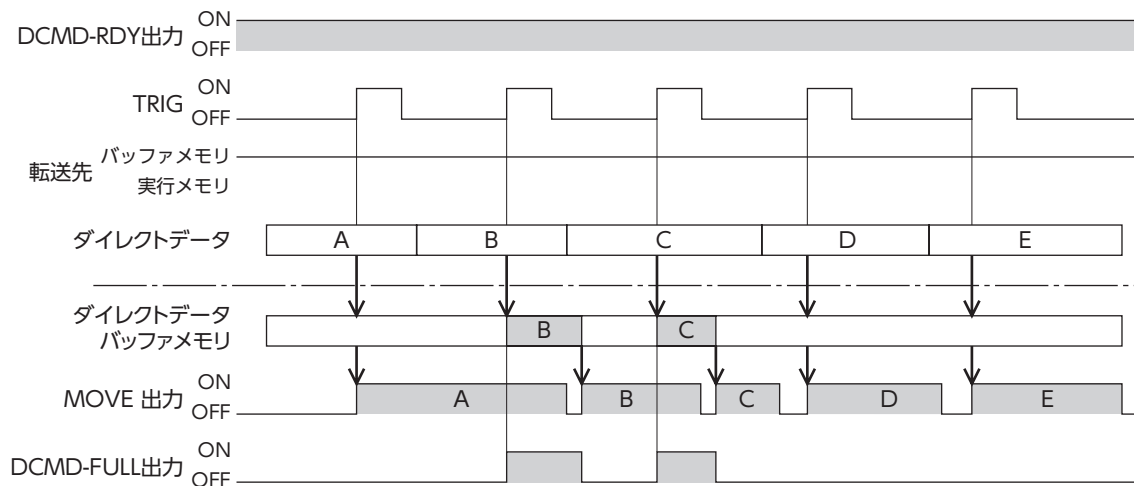 DCMD-RDY出力
ON
OFF
TRIG
ON
OFF
転送先
バッファメモリ
実行メモリ
ダイレクトデータ
A B C D E
ダイレクトデータ
バッファメモリ
B C
MOVE 出力
ON
OFF
A B C D E
DCMD-FULL出力
ON
OFF